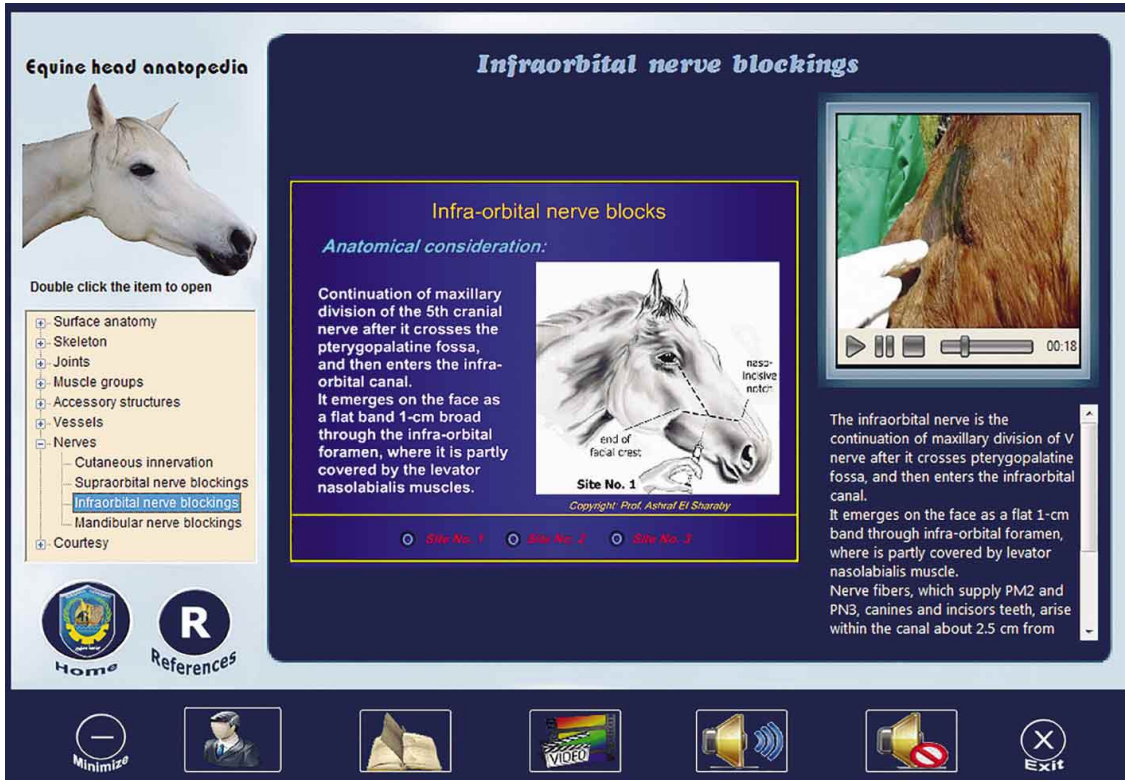 Equine head anatopedia
Double click the item to open
Surface anatomy
Skeleton
Joints
Muscle groups
Accessory structures
Vessels
Nerves
Cutaneous innervation
Supraorbital nerve blockings
Infraorbital nerve blockings
Mandibular nerve blockings
Courtesy
Home
R
References
Infraorbital nerve blockings
Infra-orbital nerve blocks
Anatomical consideration:
Continuation of maxillary
division of the 5th cranial
nerve after it crosses the
pterygopalatine fossa,
and then enters the infra-
orbital canal.
It emerges on the face as
a flat band 1-cm broad
through the infra-orbital
foramen, where it is partly
covered by the levator
nasolabialis muscles.
naso-
incisive
notch
end of
facial crest
Site No. 1
Copyright: Prof. Ashraf El Sharaby
Site No. 1
Site No. 2
Site No. 3
00:18
The infraorbital nerve is the
continuation of maxillary division of V
nerve after it crosses pterygopalatine
fossa, and then enters the infraorbital
canal.
It emerges on the face as a flat 1-cm
band through infra-orbital foramen,
where is partly covered by levator
nasolabialis muscle.
Nerve fibers, which supply PM2 and
PN3, canines and incisors teeth, arise
within the canal about 2.5 cm from
Minimize
VIDEO
X
Exit